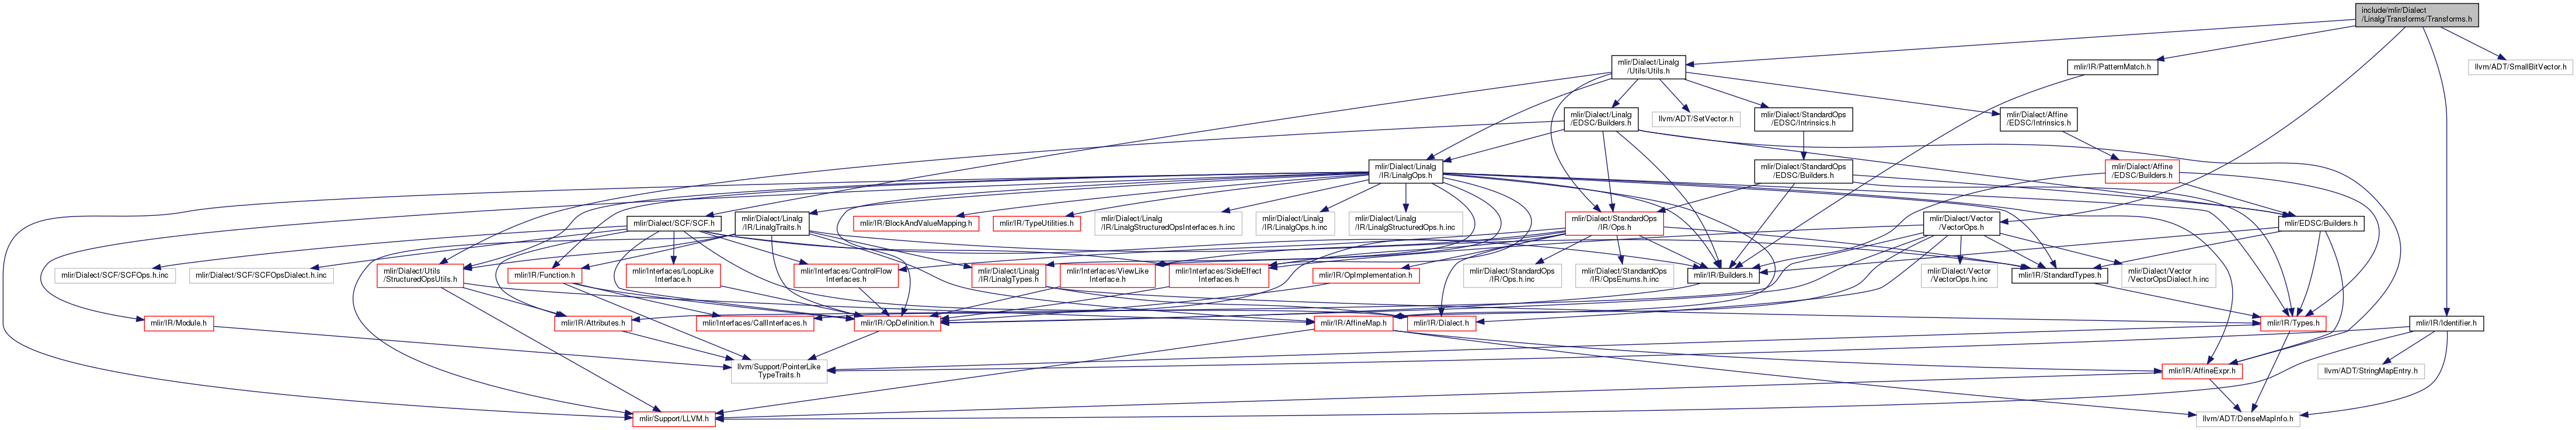 include/mlir/Dialect
/Linalg/Transforms/Transforms.h
mlir/Dialect/Linalg
/Utils/Utils.h
mlir/IR/PatternMatch.h
llvm/ADT/SmallBitVector.h
mlir/Dialect/Linalg
/EDSC/Builders.h
llvm/ADT/SetVector.h
mlir/Dialect/StandardOps
/EDSC/Intrinsics.h
mlir/Dialect/Affine
/EDSC/Intrinsics.h
mlir/Dialect/Linalg
/IR/LinalgOps.h
mlir/Dialect/StandardOps
/EDSC/Builders.h
mlir/Dialect/Affine
/EDSC/Builders.h
mlir/Dialect/SCF/SCF.h
mlir/Dialect/Linalg
/IR/LinalgTraits.h
mlir/IR/BlockAndValueMapping.h
mlir/IR/TypeUtilities.h
mlir/Dialect/Linalg
/IR/LinalgStructuredOpsInterfaces.h.inc
mlir/Dialect/Linalg
/IR/LinalgOps.h.inc
mlir/Dialect/Linalg
/IR/LinalgStructuredOps.h.inc
mlir/Dialect/StandardOps
/IR/Ops.h
mlir/Dialect/Vector
/VectorOps.h
mlir/EDSC/Builders.h
mlir/Dialect/SCF/SCFOps.h.inc
mlir/Dialect/SCF/SCFOpsDialect.h.inc
mlir/Dialect/Utils
/StructuredOpsUtils.h
mlir/IR/Function.h
mlir/Interfaces/LoopLike
Interface.h
mlir/Interfaces/ControlFlow
Interfaces.h
mlir/Dialect/Linalg
/IR/LinalgTypes.h
mlir/Interfaces/ViewLike
Interface.h
mlir/Interfaces/SideEffect
Interfaces.h
mlir/IR/OpImplementation.h
mlir/Dialect/StandardOps
/IR/Ops.h.inc
mlir/Dialect/StandardOps
/IR/OpsEnums.h.inc
mlir/IR/Builders.h
mlir/Dialect/Vector
/VectorOps.h.inc
mlir/IR/StandardTypes.h
mlir/Dialect/Vector
/VectorOpsDialect.h.inc
mlir/IR/Module.h
mlir/IR/Attributes.h
mlir/Interfaces/CallInterfaces.h
mlir/IR/OpDefinition.h
mlir/IR/AffineMap.h
mlir/IR/Dialect.h
mlir/IR/Types.h
mlir/IR/Identifier.h
llvm/Support/PointerLike
TypeTraits.h
mlir/IR/AffineExpr.h
llvm/ADT/StringMapEntry.h
mlir/Support/LLVM.h
llvm/ADT/DenseMapInfo.h